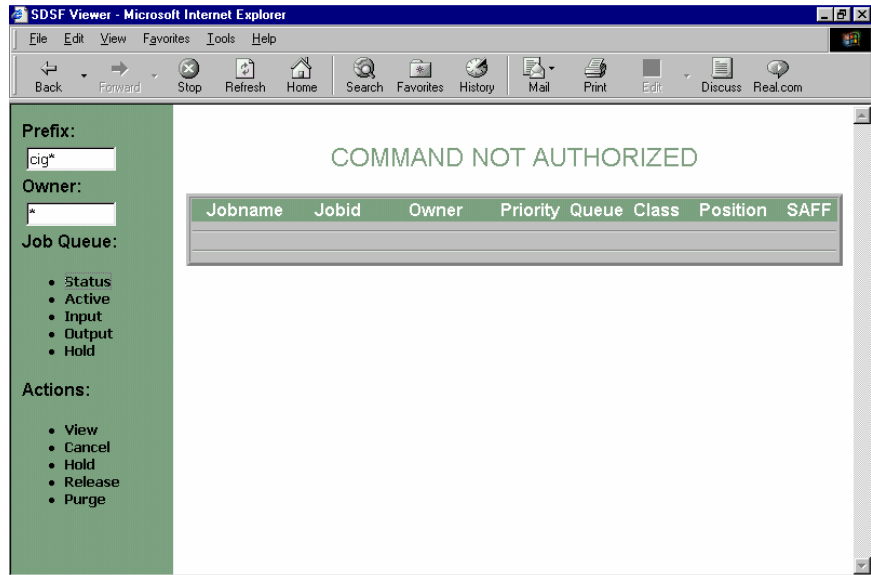 SDSF Viewer - Microsoft Internet Explorer
File Edit View Favorites Tools Help
Back Forward Stop Refresh Home Search Favorites History Mail Print Edit Discuss Real.com
Prefix:
cig*
Owner:
*
Job Queue:
• Status
• Active
• Input
• Output
• Hold
Actions:
• View
• Cancel
• Hold
• Release
• Purge
COMMAND NOT AUTHORIZED
Jobname Jobid Owner Priority Queue Class Position SAFF